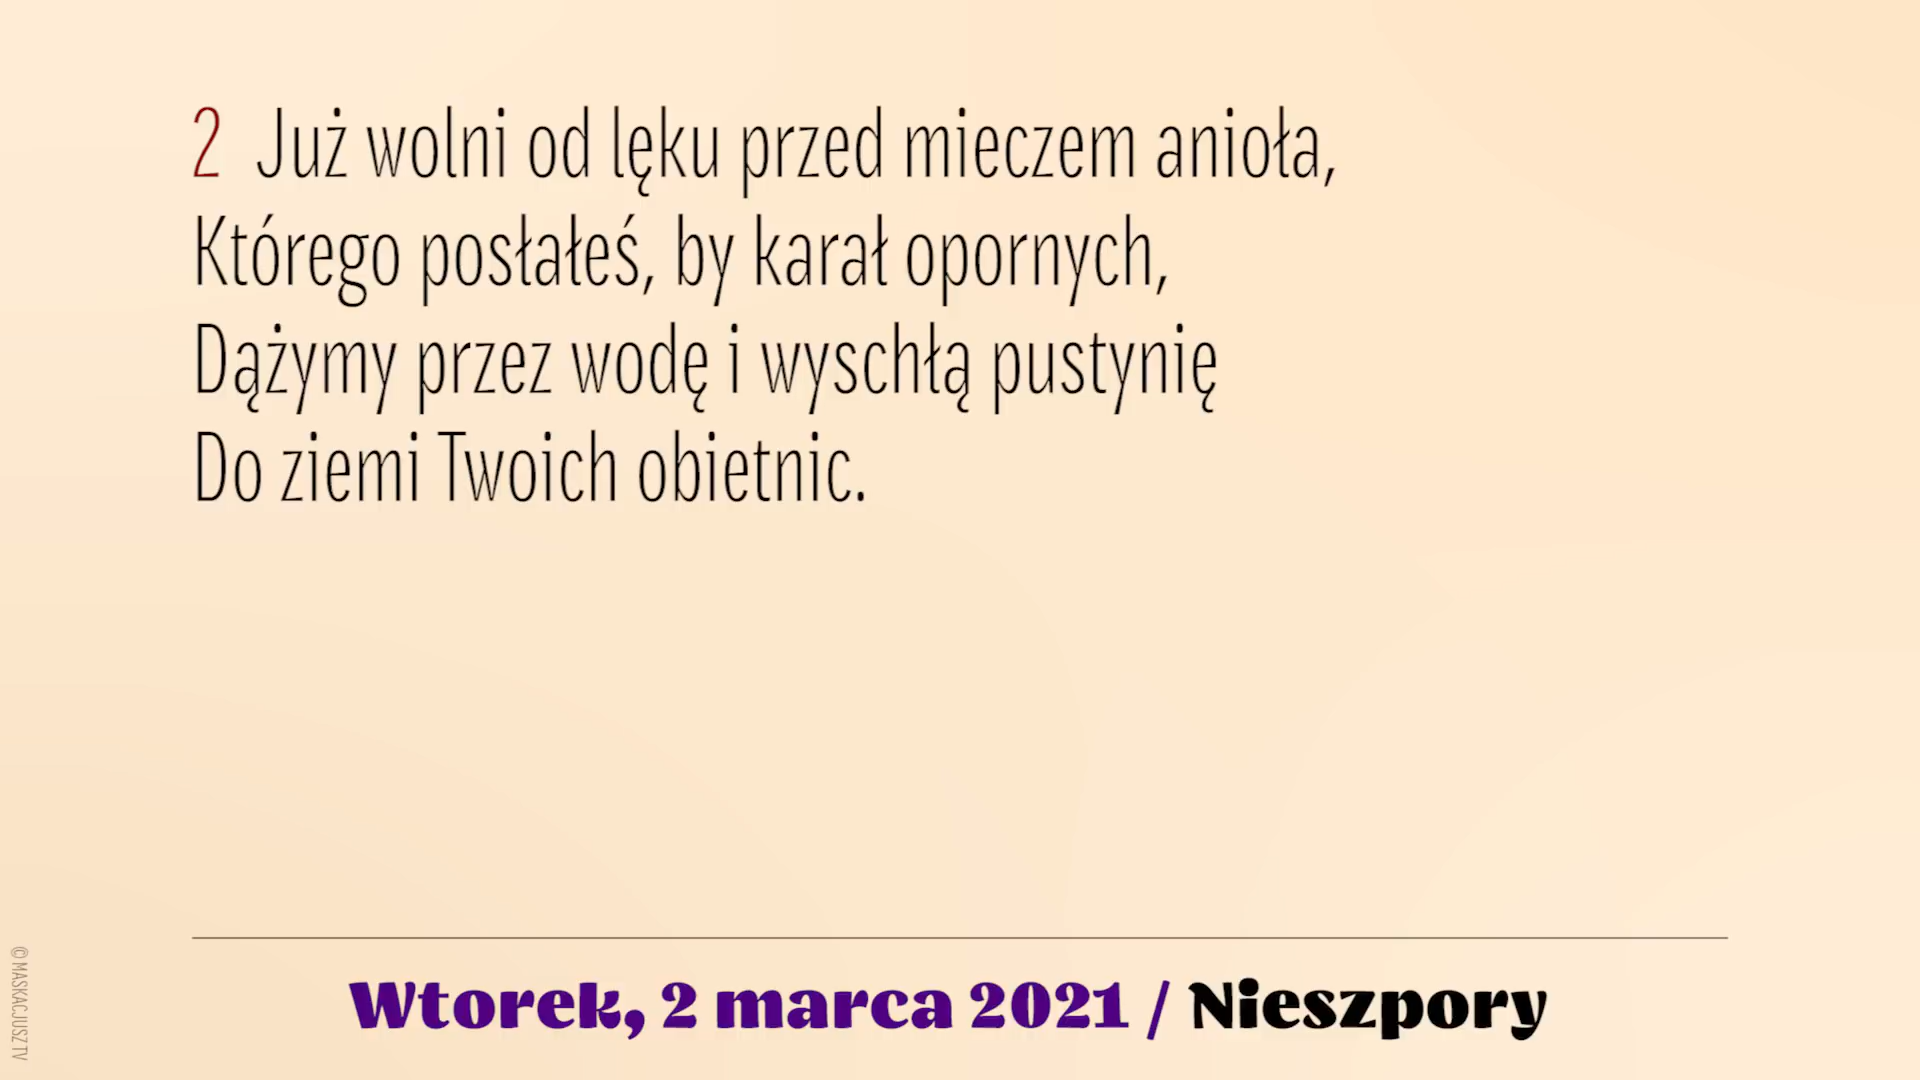 2 Już wolni od lęku przed mieczem anioła,
Którego posłałeś, by karał opornych,
Dążymy przez wodę i wyschłą pustynię
Do ziemi Twoich obietnic.
Wtorek, 2 marca 2021 / Nieszpory
© MASKACJUSZ TV